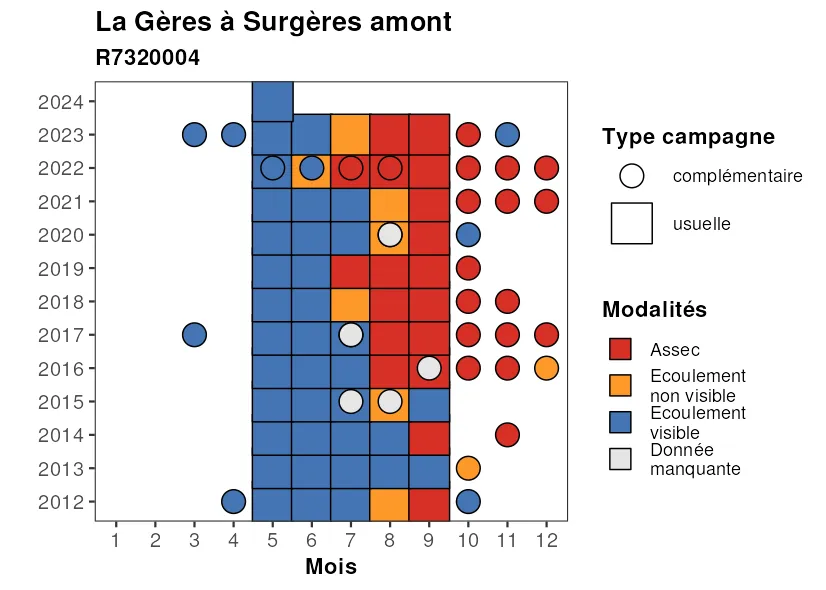 La Gères à Surgères amont
R7320004
2024
2023
2022
2021
2020
2019
2018
2017
2016
2015
2014
2013
2012
1 2 3 4 5 6 7 8 9 10 11 12
Mois
Type campagne
complémentaire
usuelle
Modalités
Assec
Ecoulement
non visible
Ecoulement
visible
Donnée
manquante